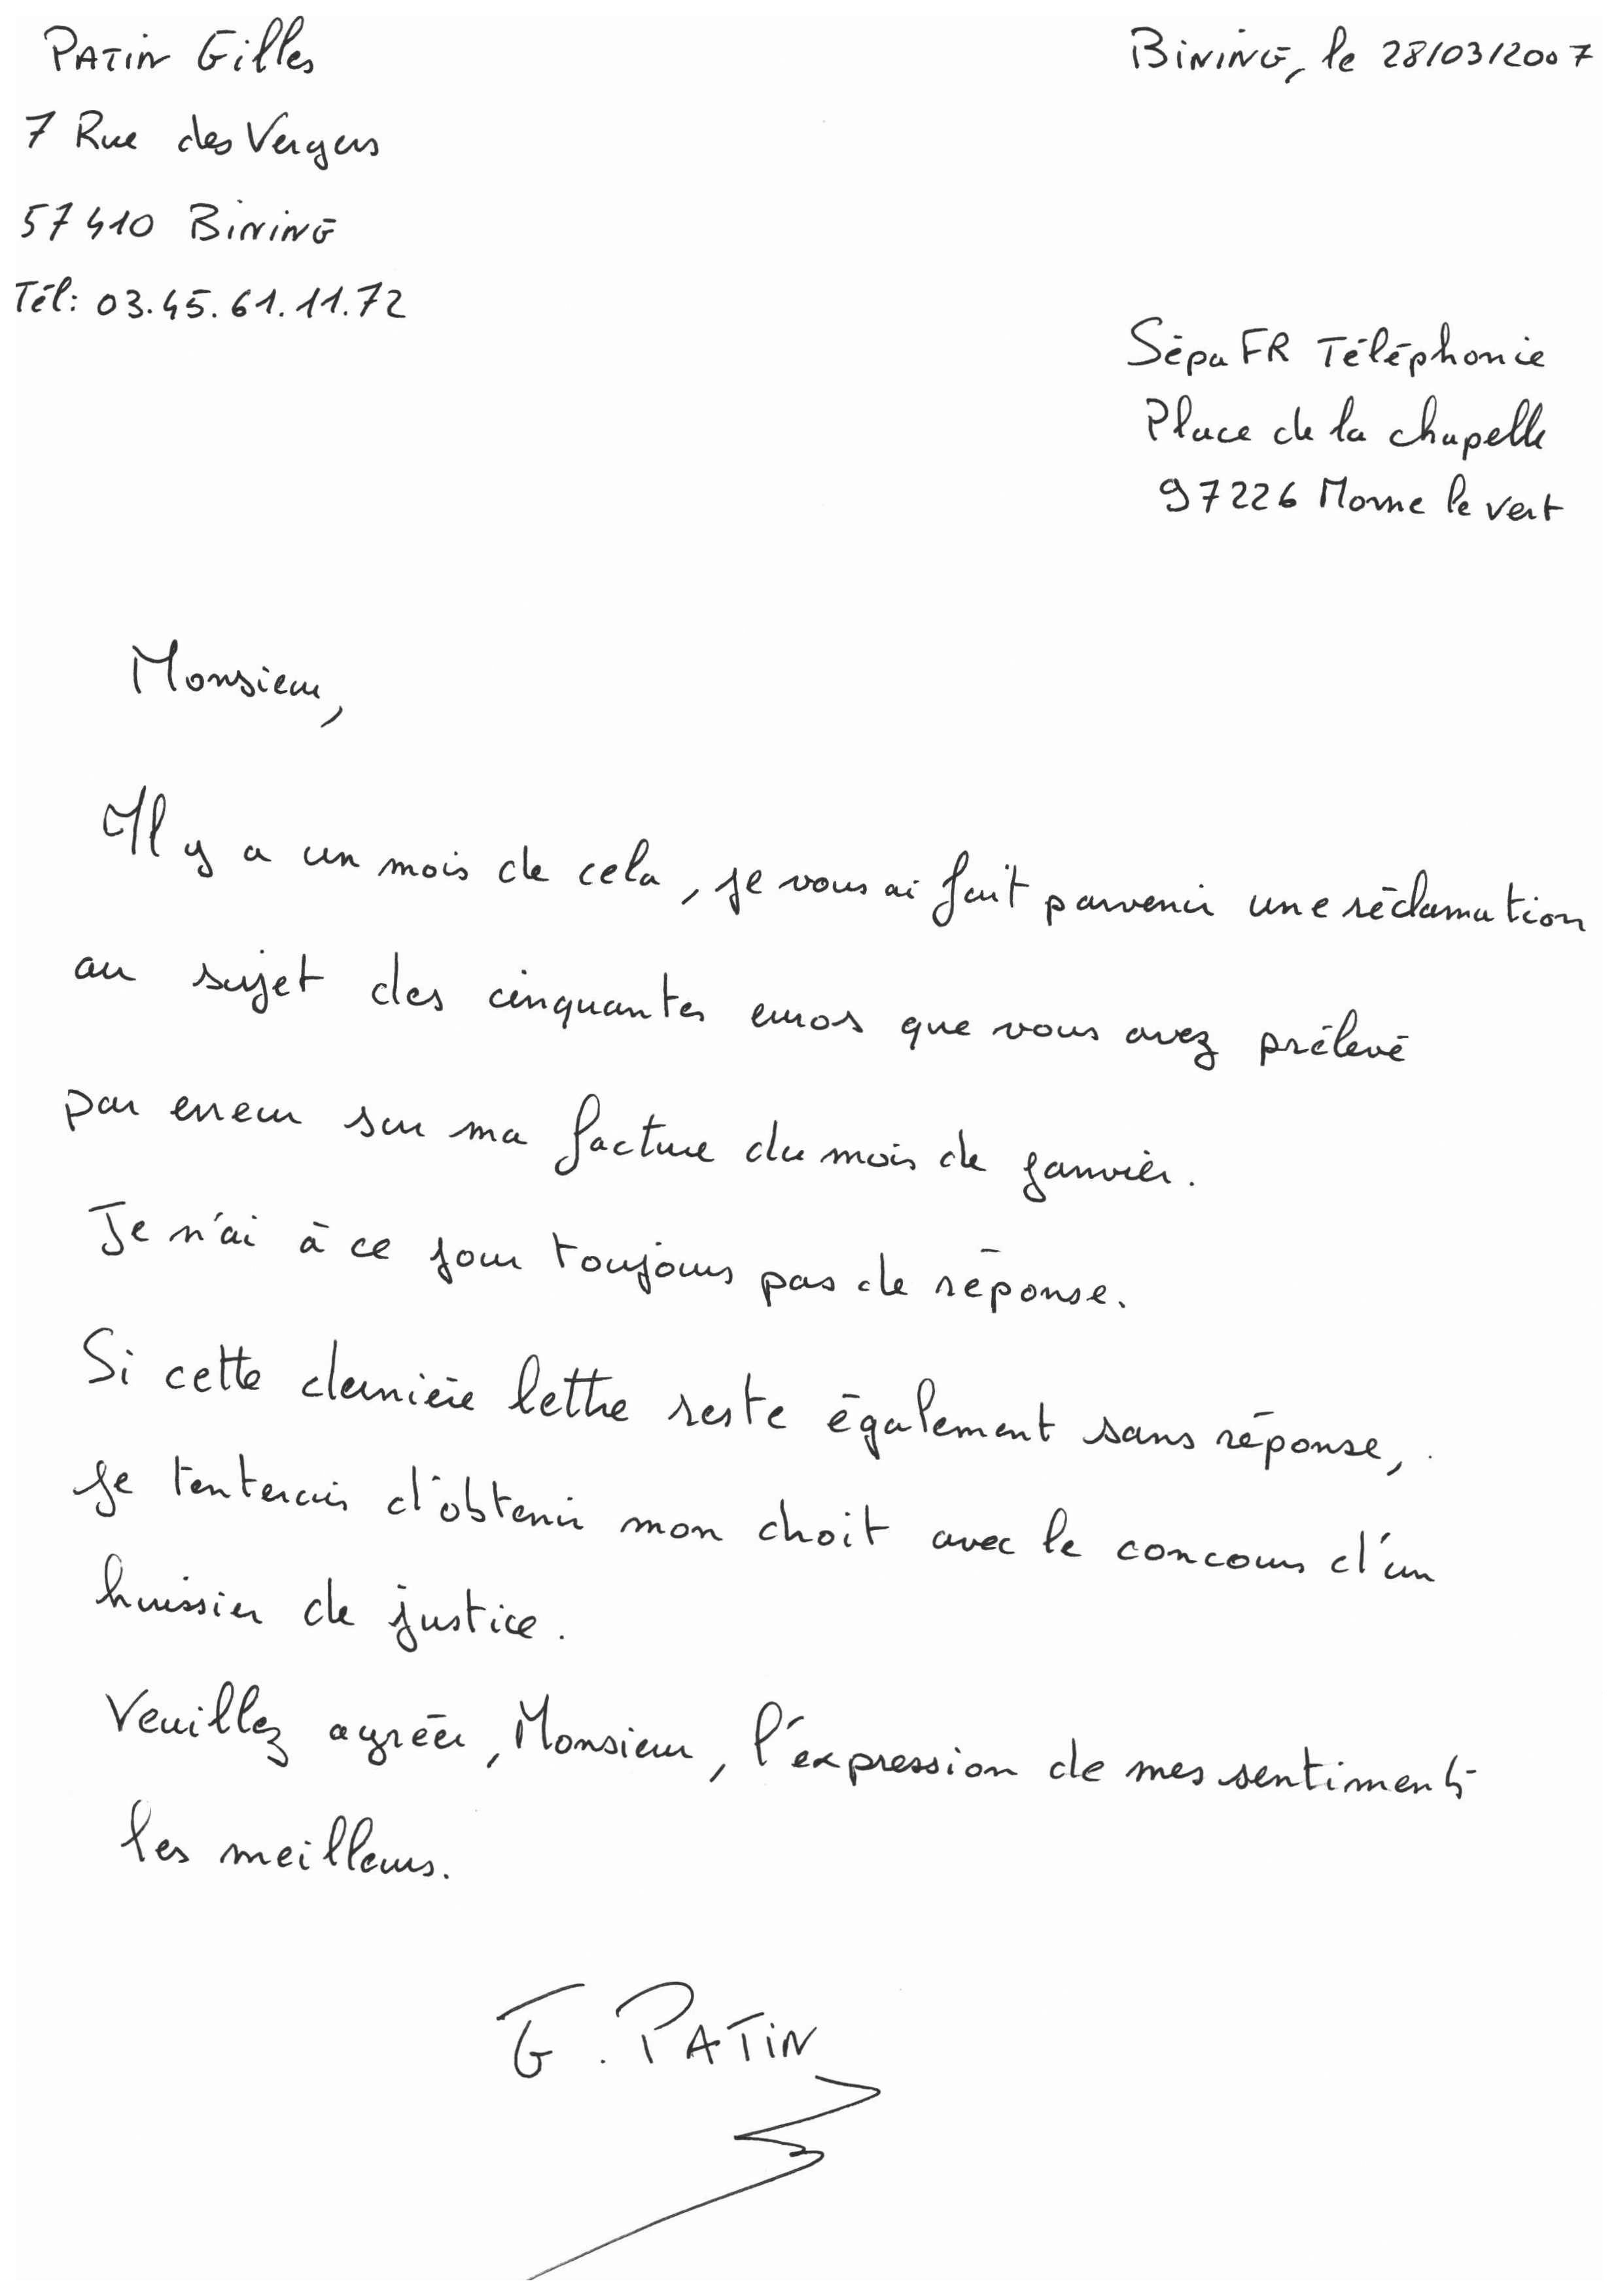 PATIN Gilles
BINING, le 28/03/2007
7 Rue des Vergers
57410 BINING
Tél: 03.45.61.11.72
Sépa FR Téléphonie
Place de la chapelle
97226 Morne le vert
Monsieur,
Il y a un mois de cela, je vous ai fait parvenir une réclamation
au sujet des cinquantes euros que vous avez prélevé
par erreur sur ma facture du mois de janvier.
Je n'ai à ce jour toujours pas de réponse.
Si cette dernière lettre reste également sans réponse,
je tenterais d'obtenir mon droit avec le concours d'un
huissier de justice.
Veuillez agréer, Monsieur, l'expression de mes sentiments
les meilleurs.
G. PATIN